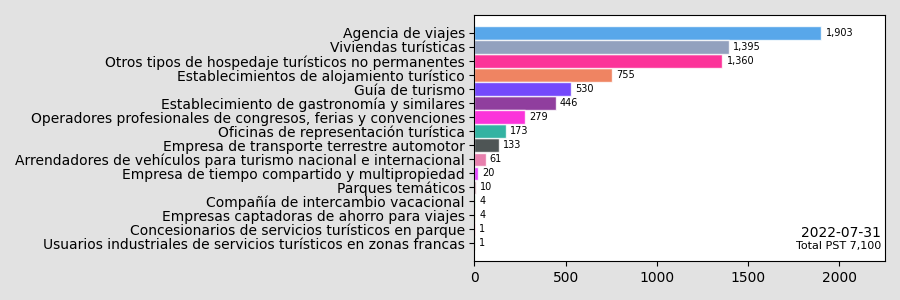 Agencia de viajes 1,903
Viviendas turísticas 1,395
Otros tipos de hospedaje turísticos no permanentes 1,360
Establecimientos de alojamiento turístico 755
Guía de turismo 530
Establecimiento de gastronomía y similares 446
Operadores profesionales de congresos, ferias y convenciones 279
Oficinas de representación turística 173
Empresa de transporte terrestre automotor 133
Arrendadores de vehículos para turismo nacional e internacional 61
Empresa de tiempo compartido y multipropiedad 20
Parques temáticos 10
Compañía de intercambio vacacional 4
Empresas captadoras de ahorro para viajes 4
Concesionarios de servicios turísticos en parque 1
Usuarios industriales de servicios turísticos en zonas francas 1
2022-07-31
Total PST 7,100
0 500 1000 1500 2000